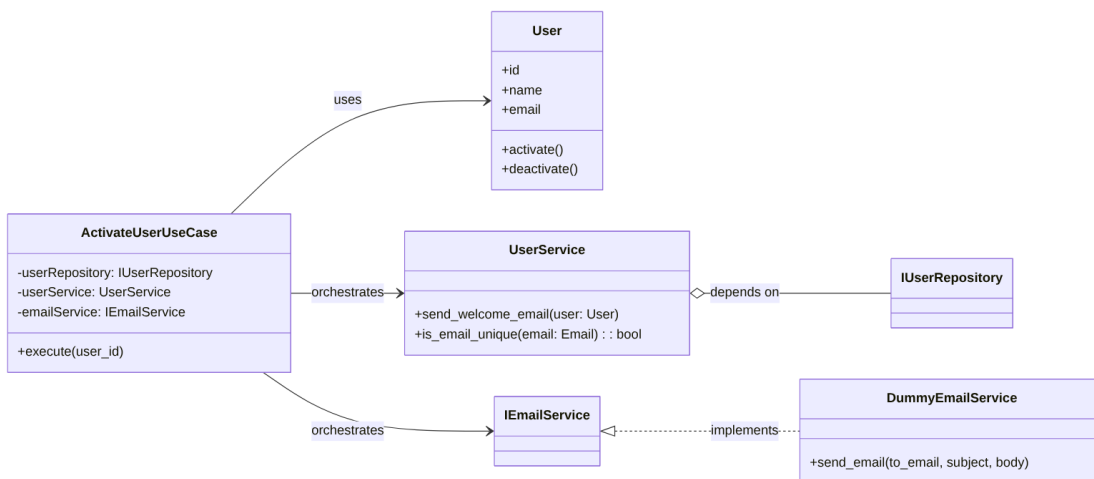 User
+id
+name
+email
+activate()
+deactivate()
uses
ActivateUserUseCase
-userRepository: IUserRepository
-userService: UserService
-emailService: IEmailService
+execute(user_id)
orchestrates
UserService
+send_welcome_email(user: User)
+is_email_unique(email: Email) : : bool
depends on
IUserRepository
orchestrates
IEmailService
implements
DummyEmailService
+send_email(to_email, subject, body)